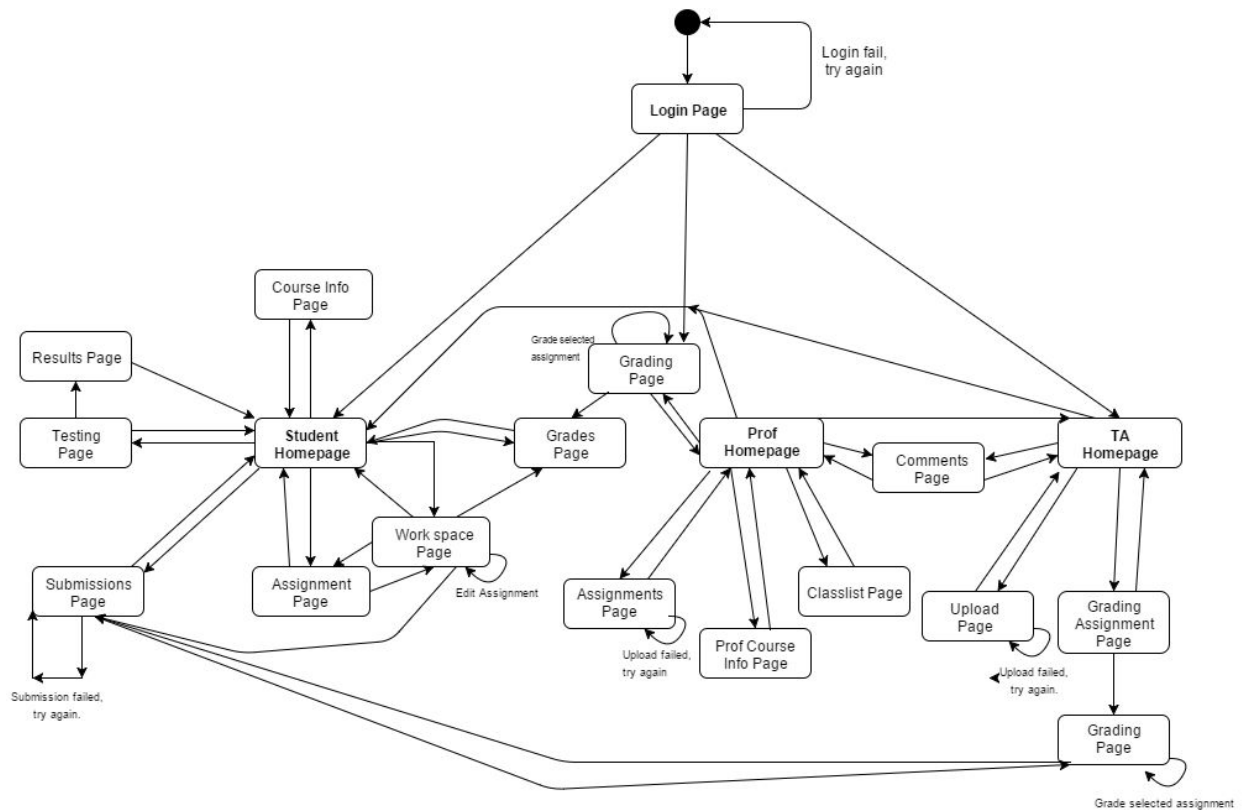 Login fail,
try again
Login Page
Course Info
Page
Results Page
Grade selected
assignment
Grading
Page
Testing
Page
Student
Homepage
Grades
Page
Prof
Homepage
TA
Homepage
Comments
Page
Work space
Page
Edit Assignment
Submissions
Page
Assignment
Page
Assignments
Page
Classlist Page
Upload
Page
Grading
Assignment
Page
Prof Course
Info Page
Upload failed,
try again
Upload failed,
try again.
Submission failed,
try again.
Grading
Page
Grade selected assignment